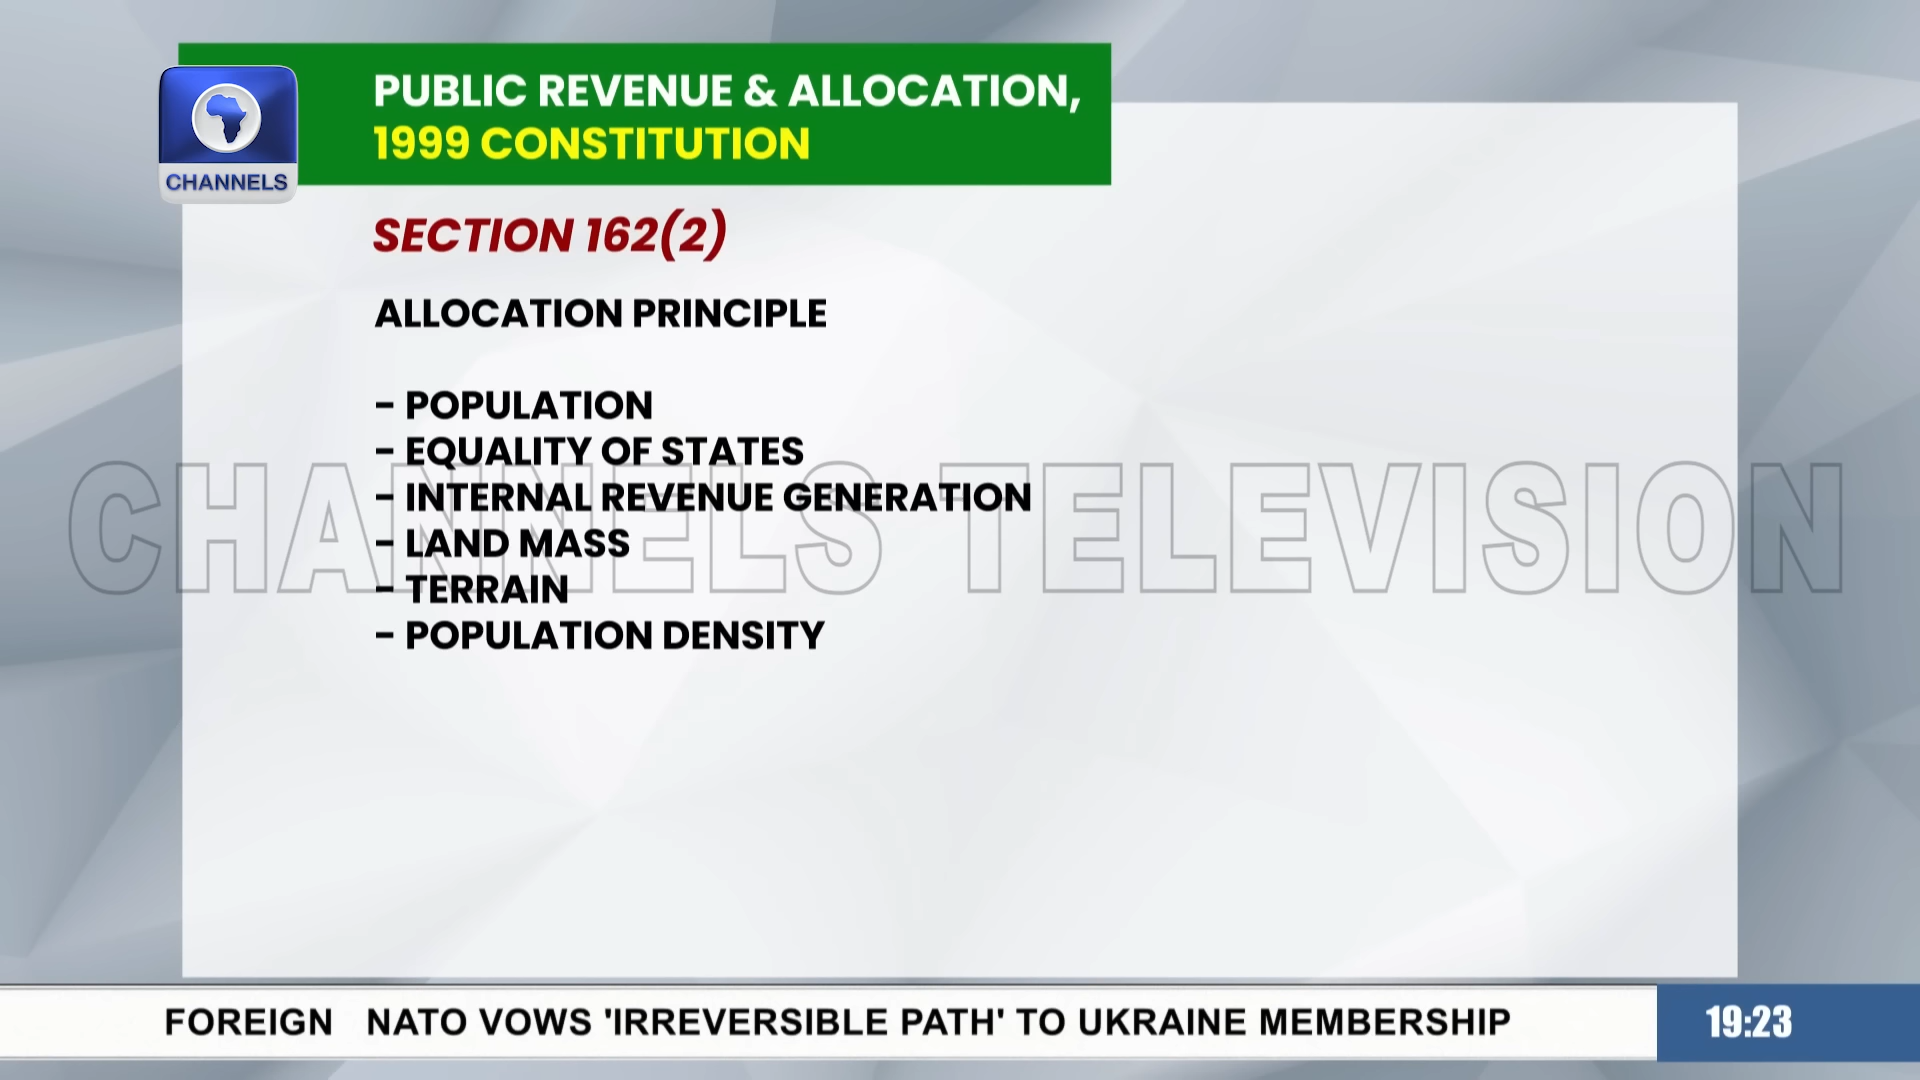 PUBLIC REVENUE & ALLOCATION,
1999 CONSTITUTION
CHANNELS
SECTION 162(2)
ALLOCATION PRINCIPLE
- POPULATION
- EQUALITY OF STATES
- INTERNAL REVENUE GENERATION
- LAND MASS
- TERRAIN
- POPULATION DENSITY
CHANNELS TELEVISION
FOREIGN NATO VOWS 'IRREVERSIBLE PATH' TO UKRAINE MEMBERSHIP
19:23